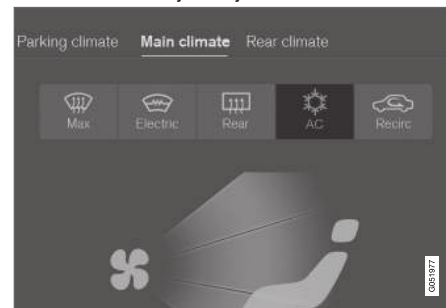 Parking climate Main climate Rear climate
Max Electric Rear AC Recirc
G051977